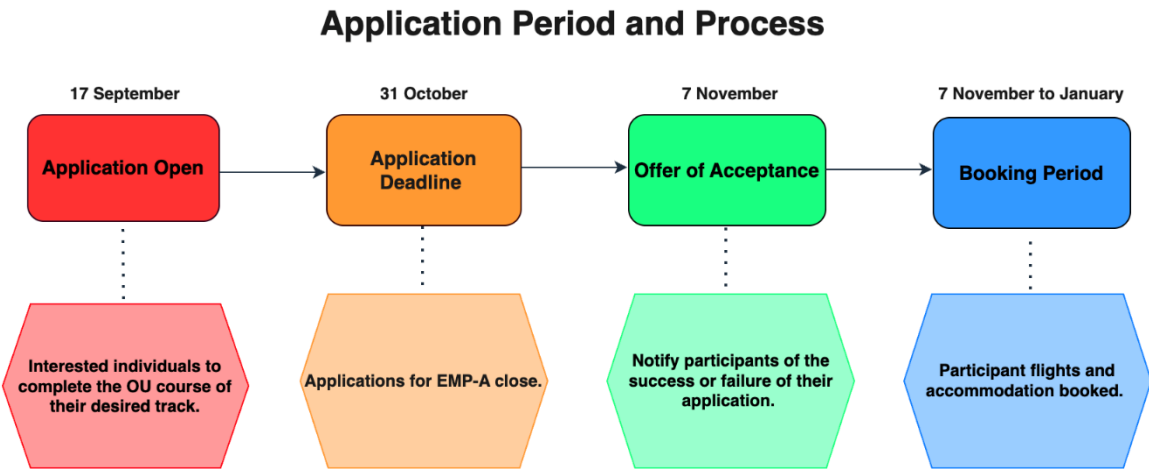 Application Period and Process
17 September
31 October
7 November
7 November to January
Application Open
Application
Deadline
Offer of Acceptance
Booking Period
Interested individuals to
complete the OU course of
their desired track.
Applications for EMP-A close.
Notify participants of the
success or failure of their
application.
Participant flights and
accommodation booked.